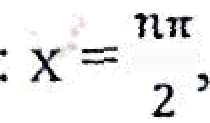 : x = nπ/2,